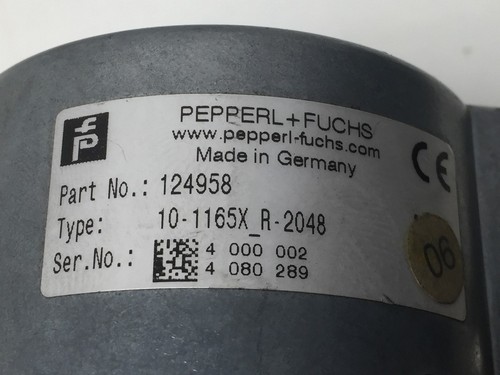 PEPPERL+FUCHS
www.pepperl-fuchs.com
Made in Germany
CE
Part No.: 124958
Type: 10-1165X_R-2048
Ser.No.: 4 000 002
4 080 289
06